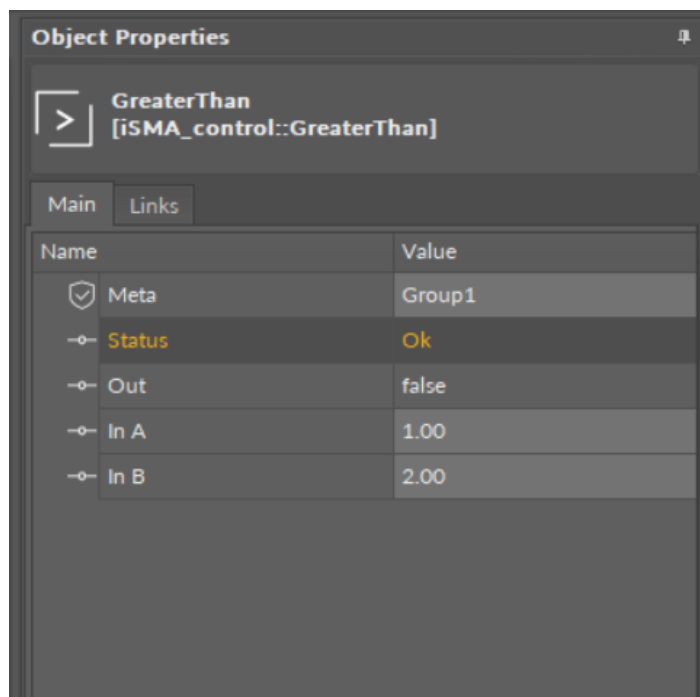 Object Properties
GreaterThan
[iSMA_control::GreaterThan]
Main Links
Name Value
Meta Group1
Status Ok
Out false
In A 1.00
In B 2.00